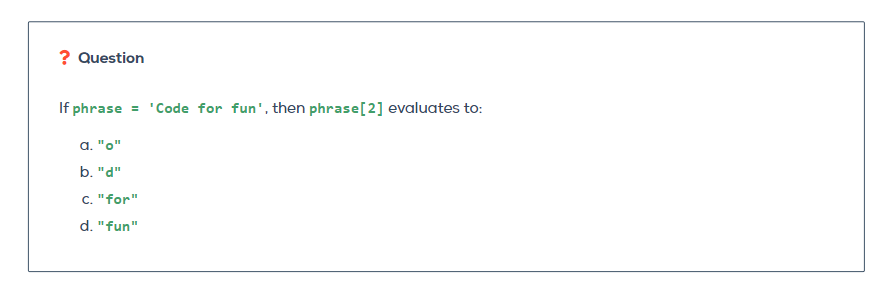 ❓ Question
If phrase = 'Code for fun', then phrase[2] evaluates to:
a. "o"
b. "d"
c. "for"
d. "fun"